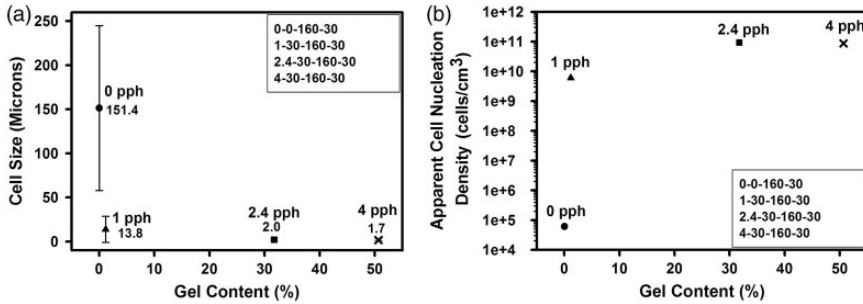 (a)
250
200
150
100
50
0
Cell Size (Microns)
0-0-160-30
1-30-160-30
2.4-30-160-30
4-30-160-30
0 pph
151.4
1 pph
13.8
2.4 pph
2.0
4 pph
1.7
0 10 20 30 40 50
Gel Content (%)
(b)
1e+12
1e+11
1e+10
1e+9
1e+8
1e+7
1e+6
1e+5
1e+4
Apparent Cell Nucleation
Density (cells/cm³)
2.4 pph
4 pph
1 pph
0 pph
0-0-160-30
1-30-160-30
2.4-30-160-30
4-30-160-30
0 10 20 30 40 50
Gel Content (%)